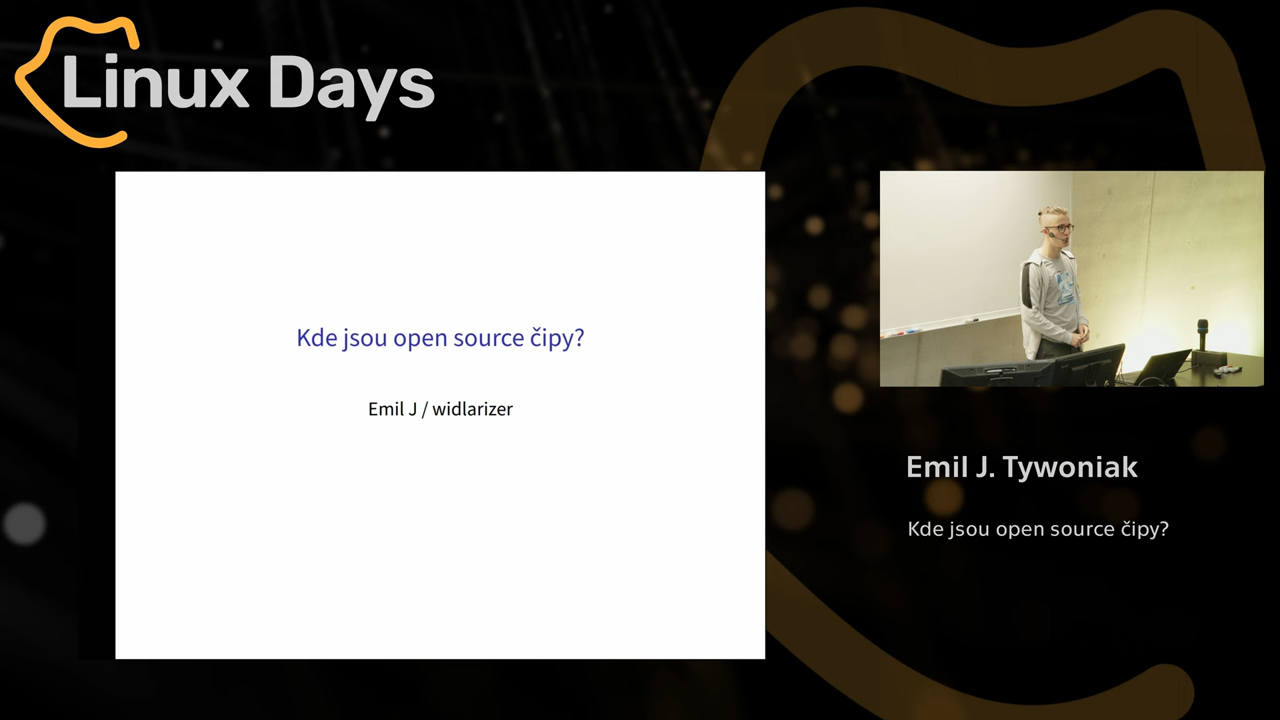 Linux Days
Kde jsou open source čipy?
Emil J / widlarizer
Emil J. Tywoniak
Kde jsou open source čipy?